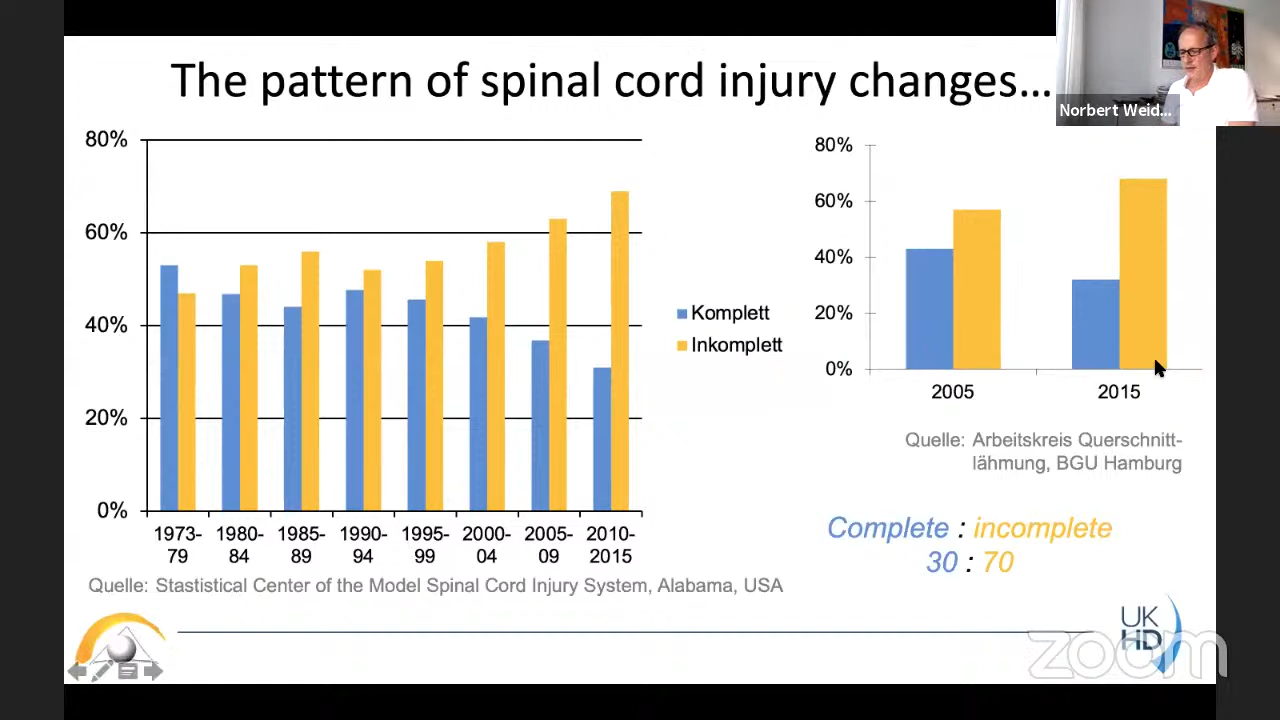 The pattern of spinal cord injury changes...
Norbert Weid...
80%
60%
40%
20%
0%
1973-79
1980-84
1985-89
1990-94
1995-99
2000-04
2005-09
2010-2015
Komplett
Inkomplett
80%
60%
40%
20%
0%
2005
2015
Quelle: Arbeitskreis Querschnitt-
lähmung, BGU Hamburg
Complete : incomplete
30 : 70
Quelle: Stastistical Center of the Model Spinal Cord Injury System, Alabama, USA
UK
HD
zoom